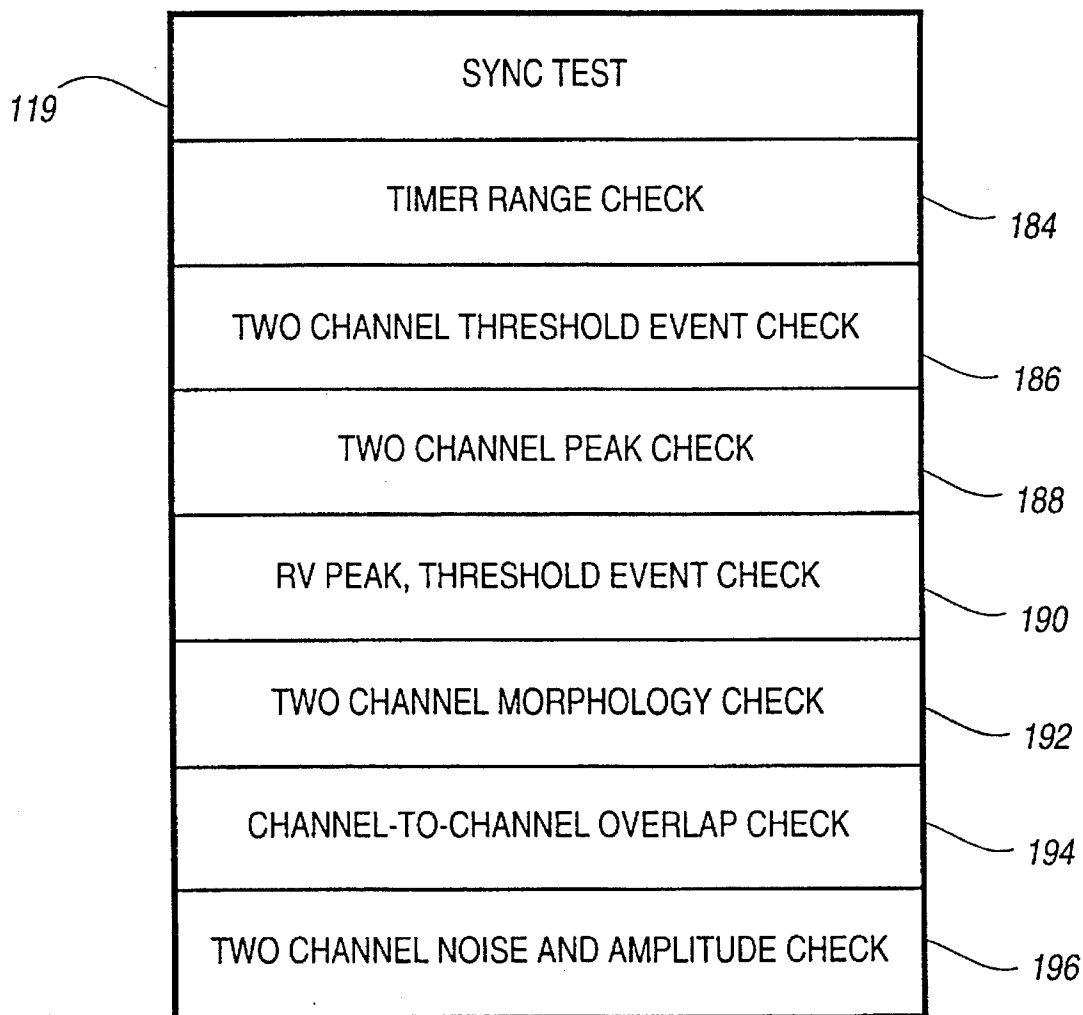 SYNC TEST
119
TIMER RANGE CHECK
184
TWO CHANNEL THRESHOLD EVENT CHECK
186
TWO CHANNEL PEAK CHECK
188
RV PEAK, THRESHOLD EVENT CHECK
190
TWO CHANNEL MORPHOLOGY CHECK
192
CHANNEL-TO-CHANNEL OVERLAP CHECK
194
TWO CHANNEL NOISE AND AMPLITUDE CHECK
196